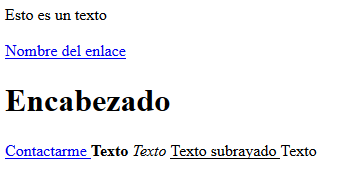 Esto es un texto
Nombre del enlace
Encabezado
Contactarme Texto Texto Texto subrayado Texto